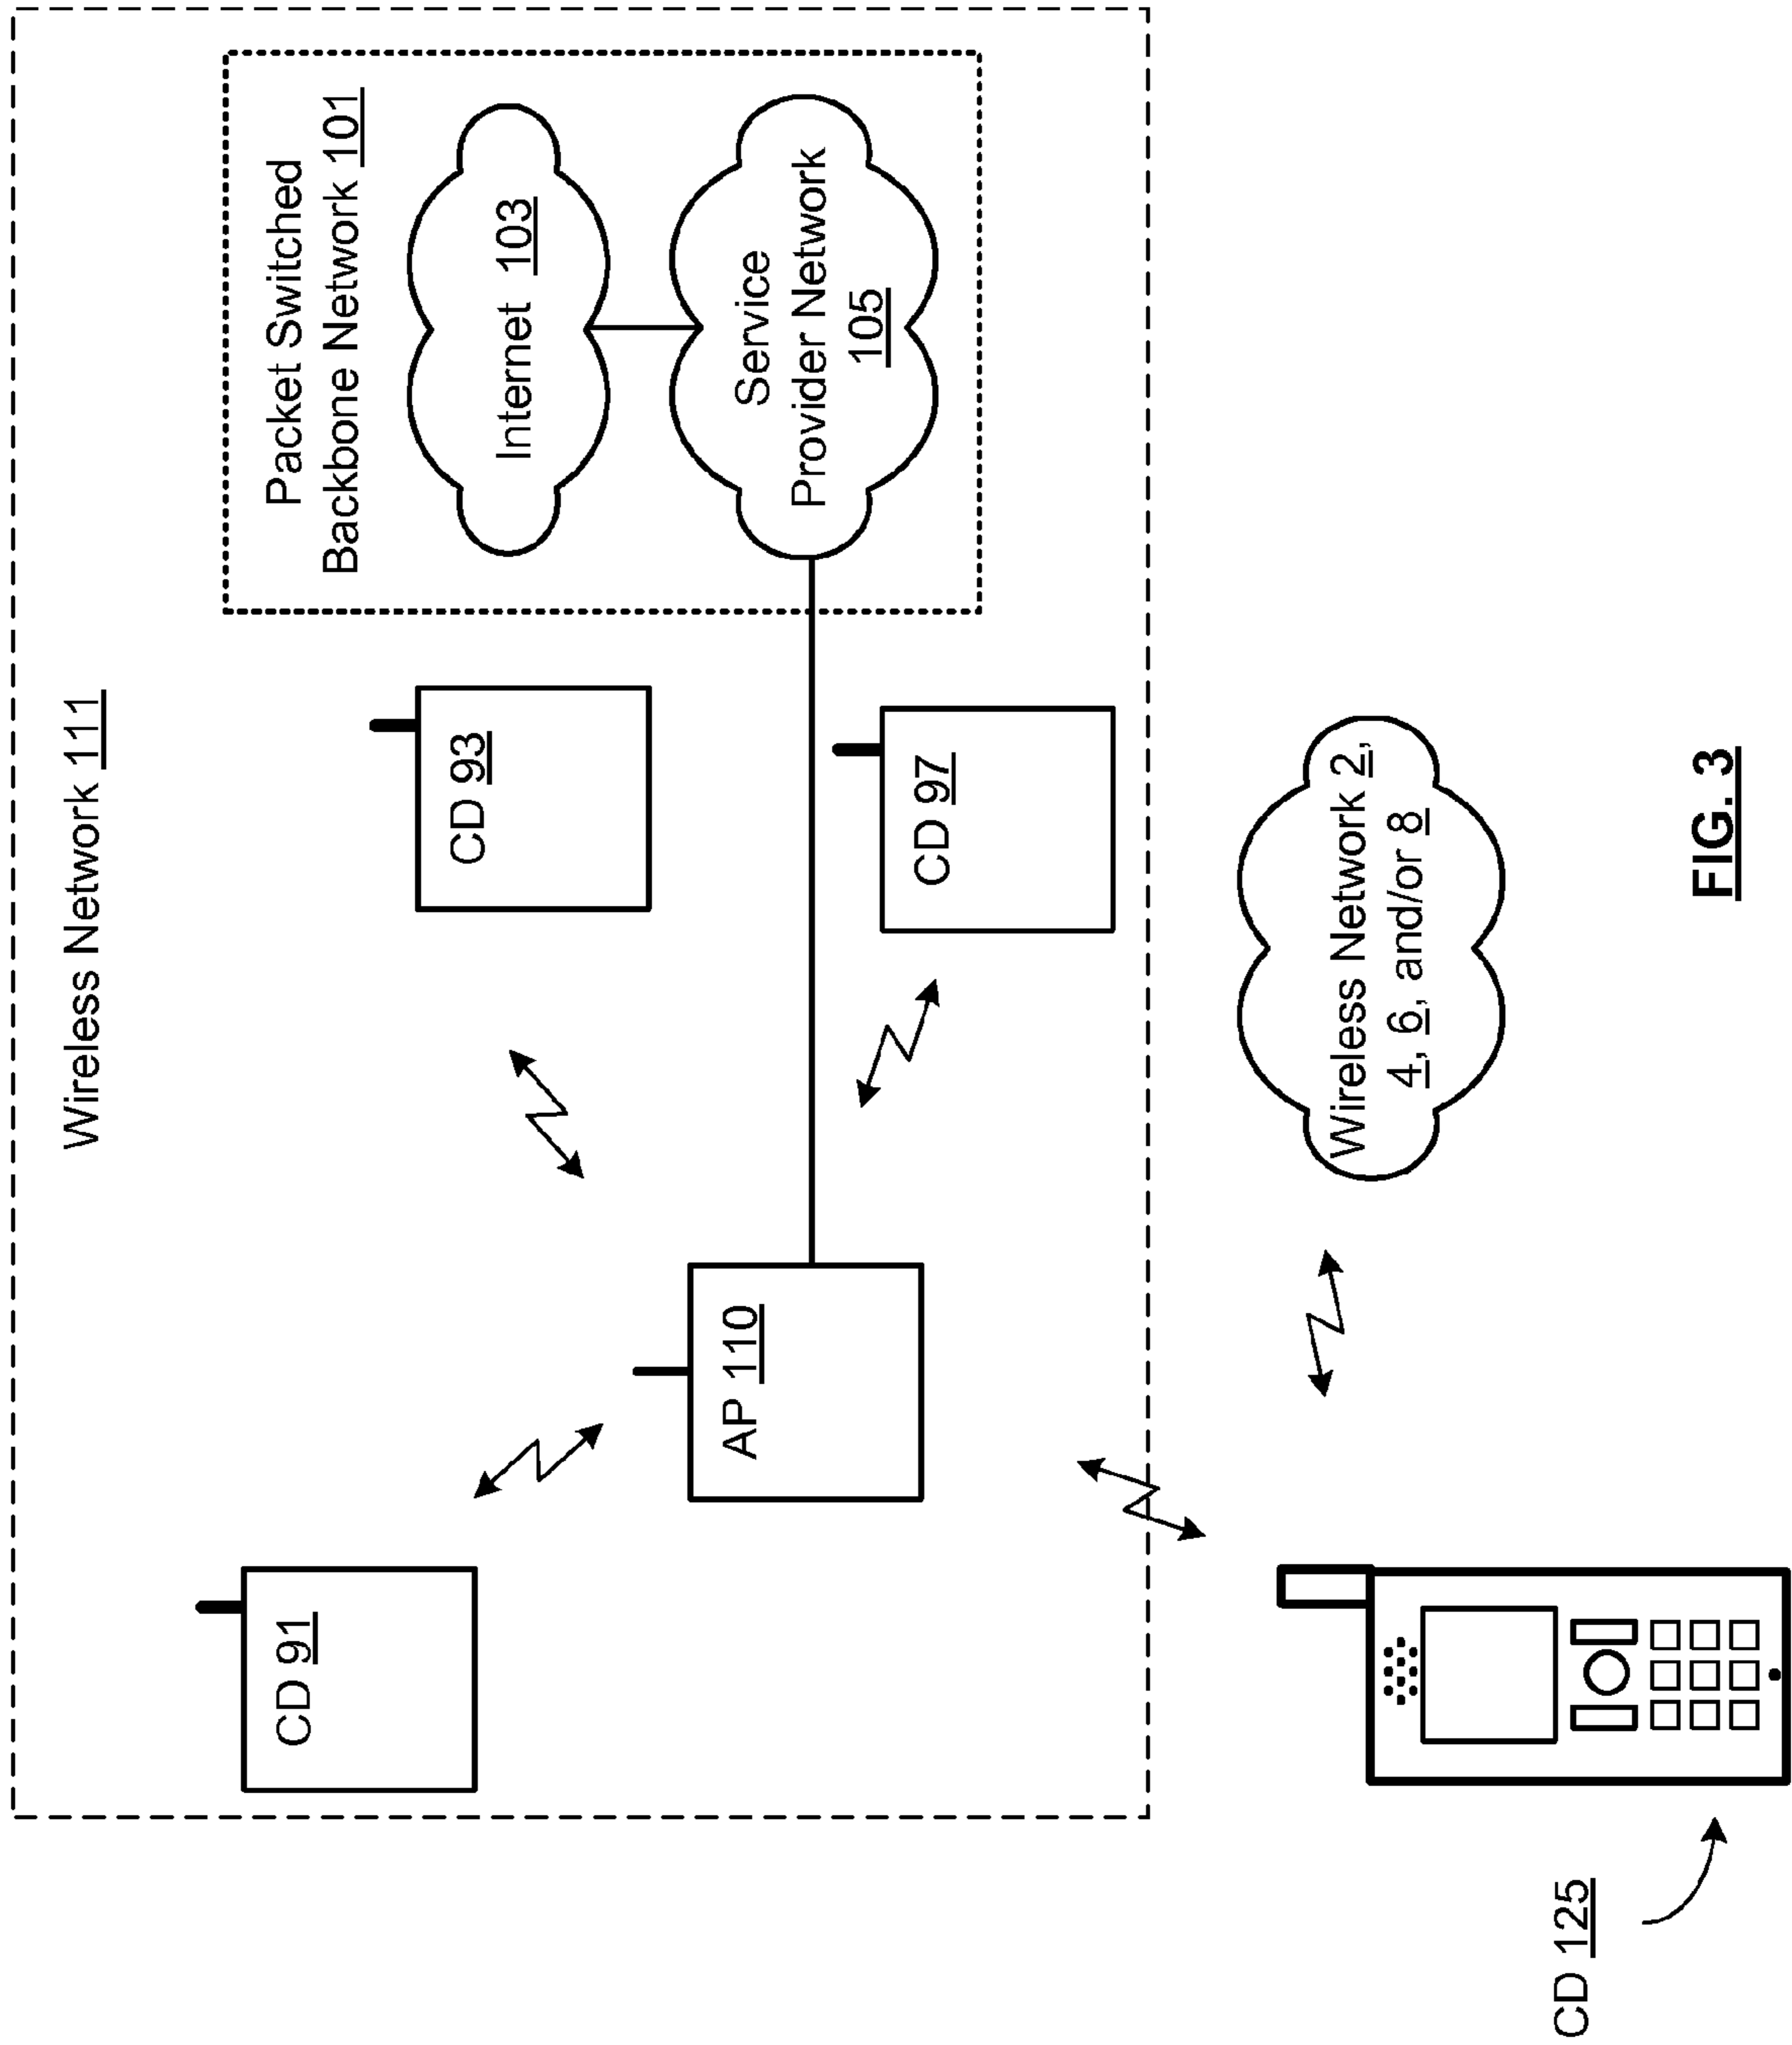 Wireless Network 111
Packet Switched
Backbone Network 101
Internet 103
Service
Provider Network
105
CD 93
CD 97
CD 91
AP 110
Wireless Network 2,
4, 6, and/or 8
CD 125
FIG. 3